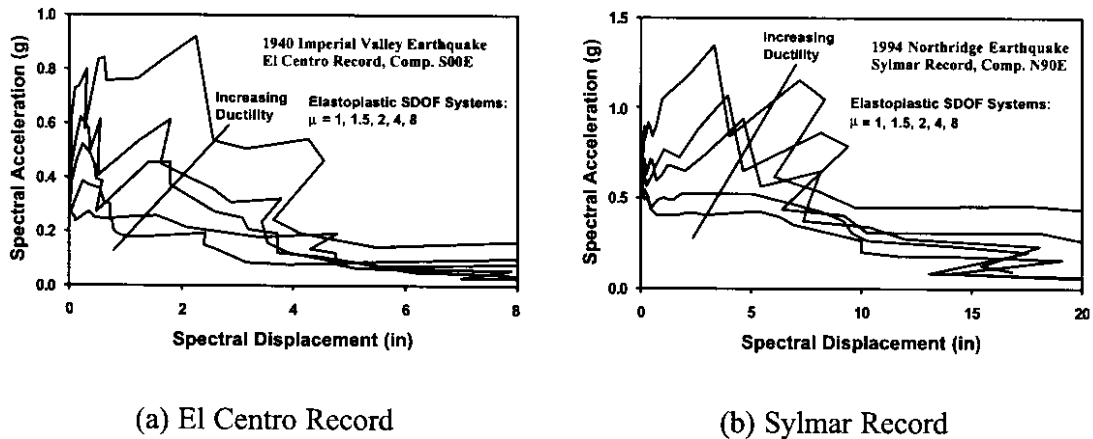 Spectral Acceleration (g)
1.0
0.8
0.6
0.4
0.2
0.0
1940 Imperial Valley Earthquake
El Centro Record, Comp. S00E
Increasing
Ductility
Elastoplastic SDOF Systems:
μ = 1, 1.5, 2, 4, 8
0 2 4 6 8
Spectral Displacement (in)
(a) El Centro Record
Spectral Acceleration (g)
1.5
1.0
0.5
0.0
Increasing
Ductility
1994 Northridge Earthquake
Sylmar Record, Comp. N90E
Elastoplastic SDOF Systems:
μ = 1, 1.5, 2, 4, 8
0 5 10 15 20
Spectral Displacement (in)
(b) Sylmar Record